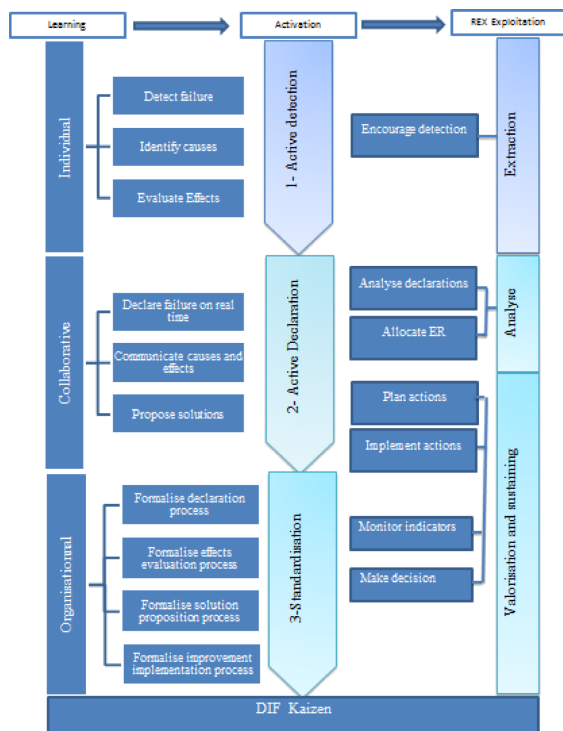 Learning
Activation
REX Exploitation
Individual
Detect failure
Identify causes
Evaluate Effects
1- Active detection
Encourage detection
Extraction
Collaborative
Declare failure on real
time
Communicate causes and
effects
Propose solutions
2- Active Declaration
Analyse declarations
Allocate ER
Analyse
Plan actions
Implement actions
Monitor indicators
Make decision
Valorisation and sustaining
Organisationnal
Formalise declaration
process
Formalise effects
evaluation process
Formalise solution
proposition process
Formalise improvement
implementation process
3-Standardisation
DIF Kaizen